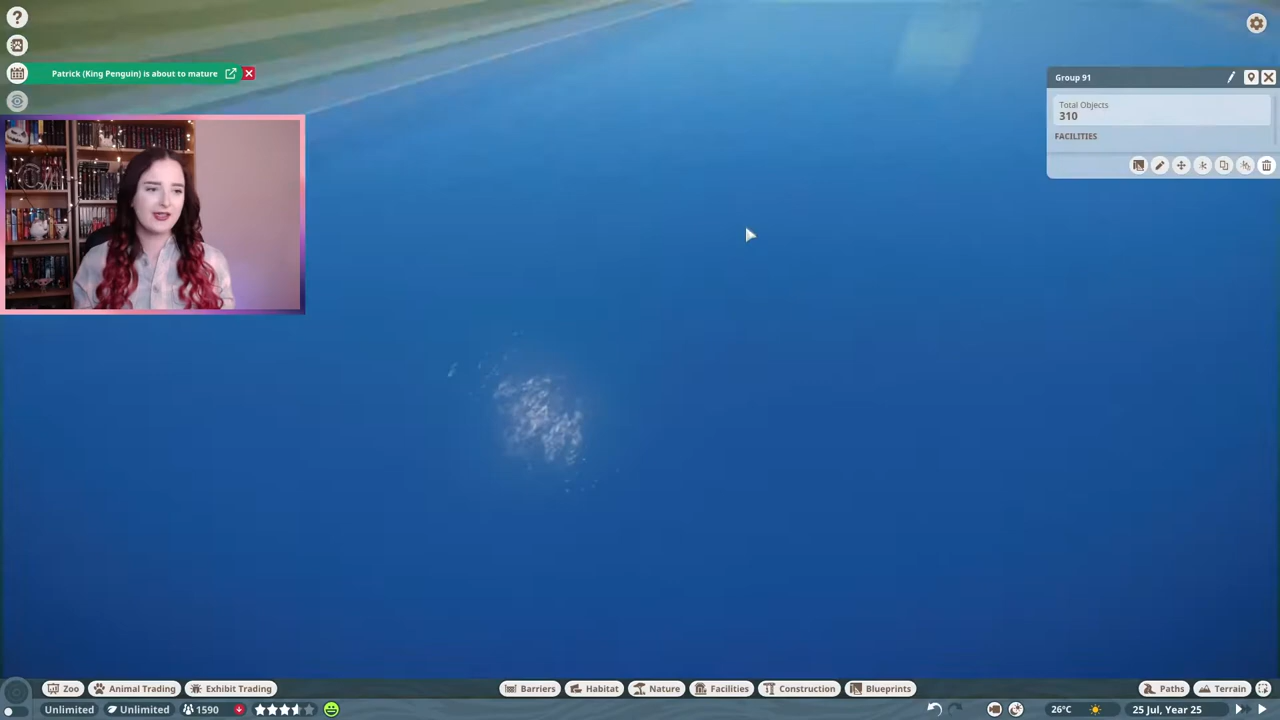 ?
Patrick (King Penguin) is about to mature
Group 91
Total Objects
310
FACILITIES
Zoo
Animal Trading
Exhibit Trading
Barriers
Habitat
Nature
Facilities
Construction
Blueprints
Paths
Terrain
Unlimited
Unlimited
1590
26°C
25 Jul, Year 25